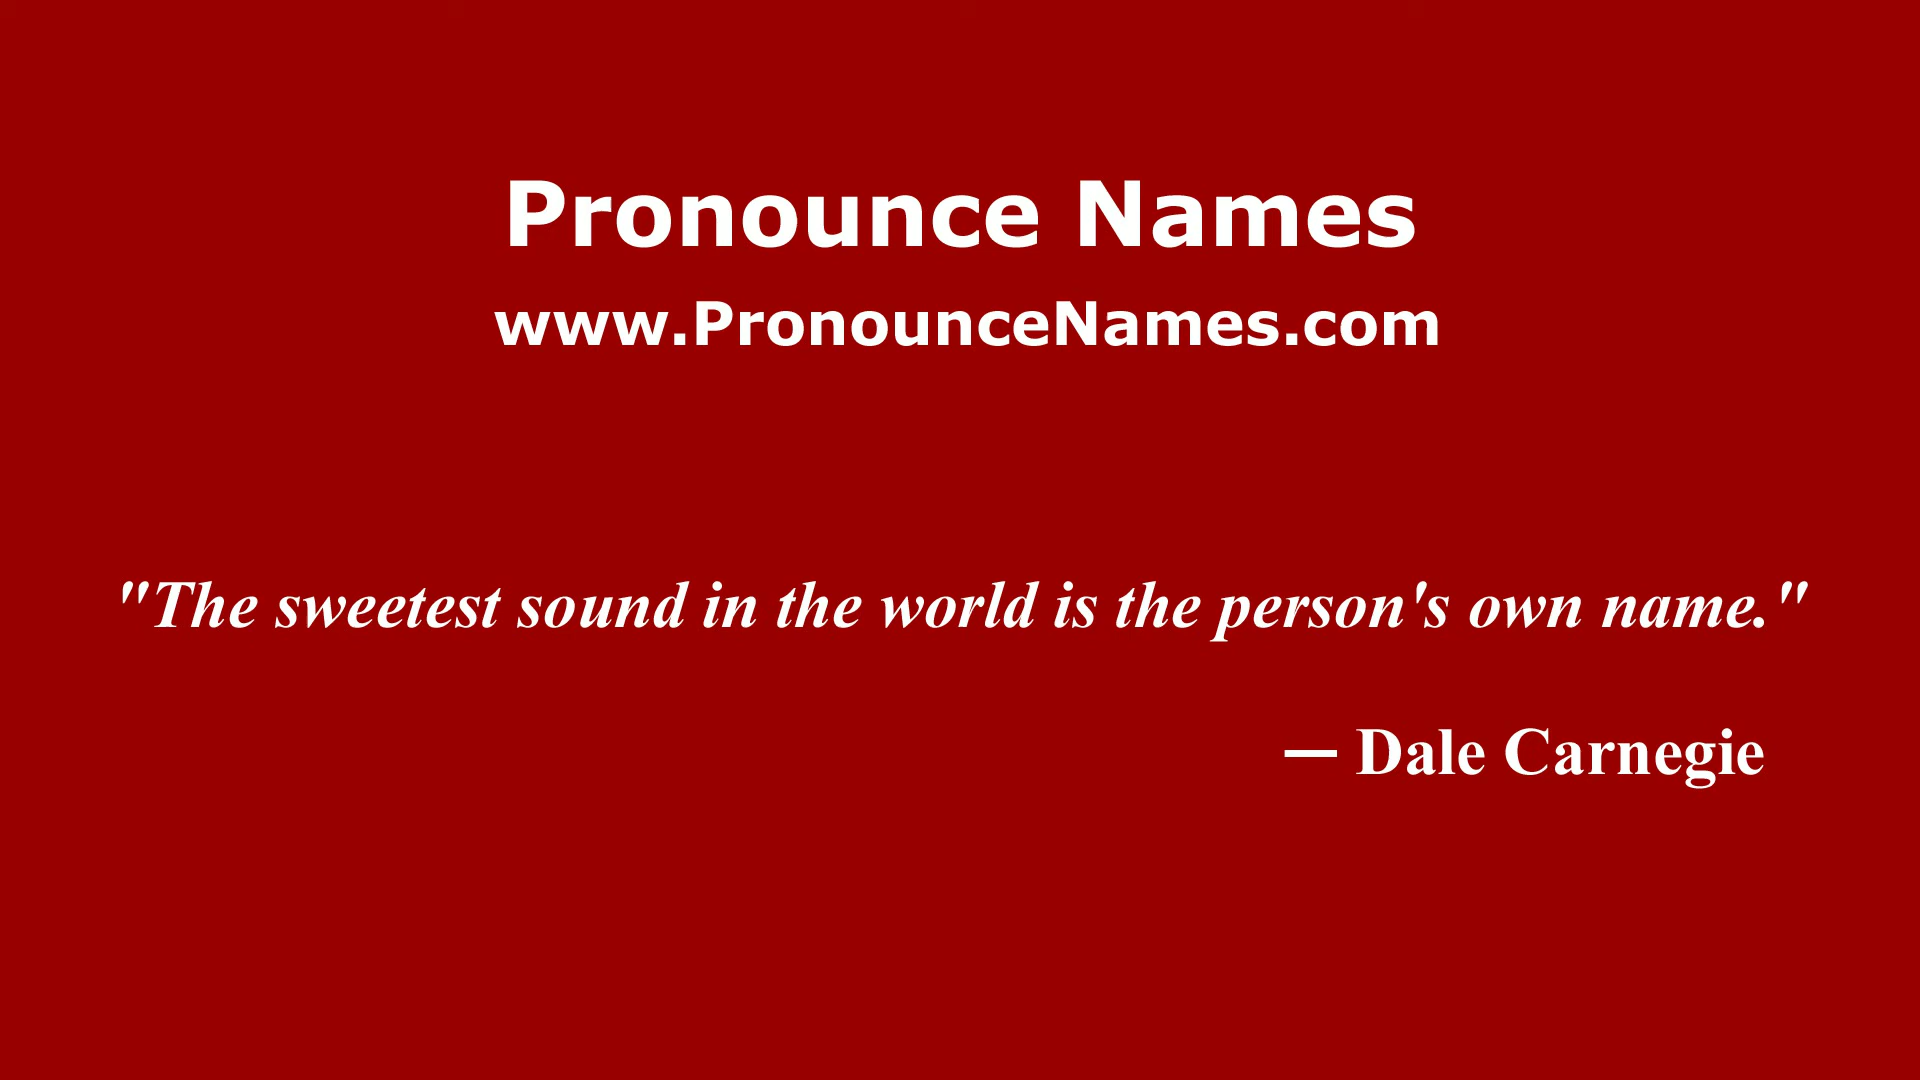 Pronounce Names
www.PronounceNames.com
"The sweetest sound in the world is the person's own name."
— Dale Carnegie